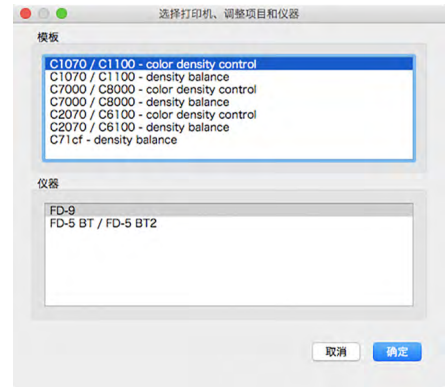 选择打印机、调整项目和仪器
模板
C1070 / C1100 - color density control
C1070 / C1100 - density balance
C7000 / C8000 - color density control
C7000 / C8000 - density balance
C2070 / C6100 - color density control
C2070 / C6100 - density balance
C71cf - density balance
仪器
FD-9
FD-5 BT / FD-5 BT2
取消
确定